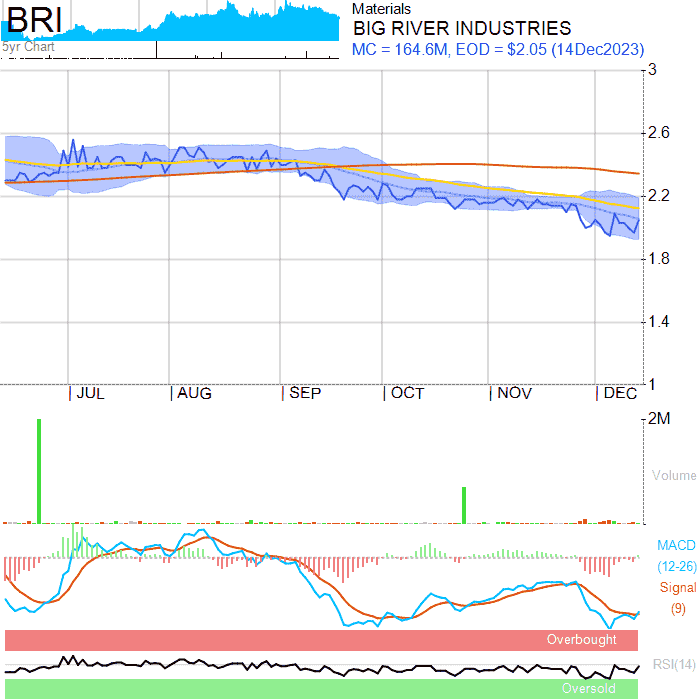 BRI
5yr Chart
Materials
BIG RIVER INDUSTRIES
MC = 164.6M, EOD = $2.05 (14Dec2023)
3
2.6
2.2
1.8
1.4
1
JUL AUG SEP OCT NOV DEC
2M
Volume
MACD
(12-26)
Signal
(9)
Overbought
RSI(14)
Oversold